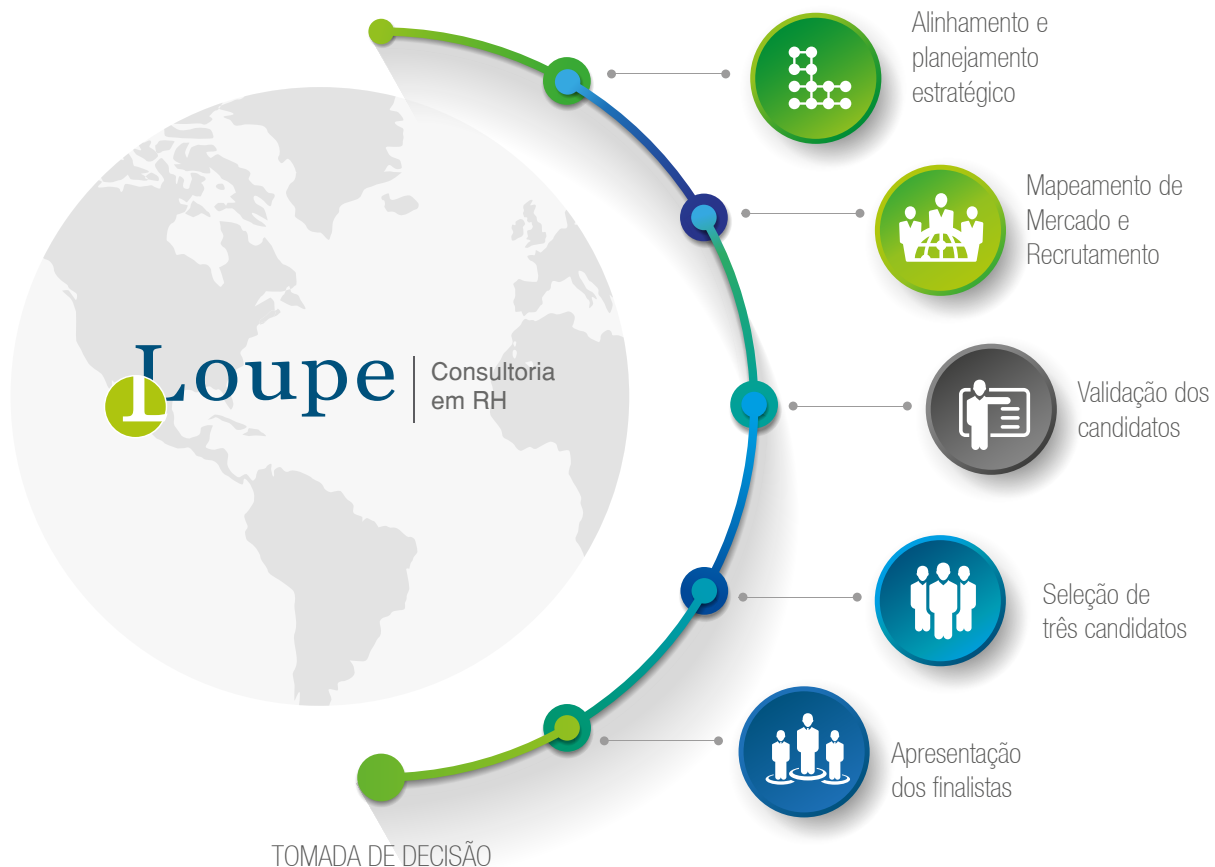 Alinhamento e
planejamento
estratégico
Mapeamento de
Mercado e
Recrutamento
Loupe
Consultoria
em RH
Validação dos
candidatos
Seleção de
três candidatos
Apresentação
dos finalistas
TOMADA DE DECISÃO